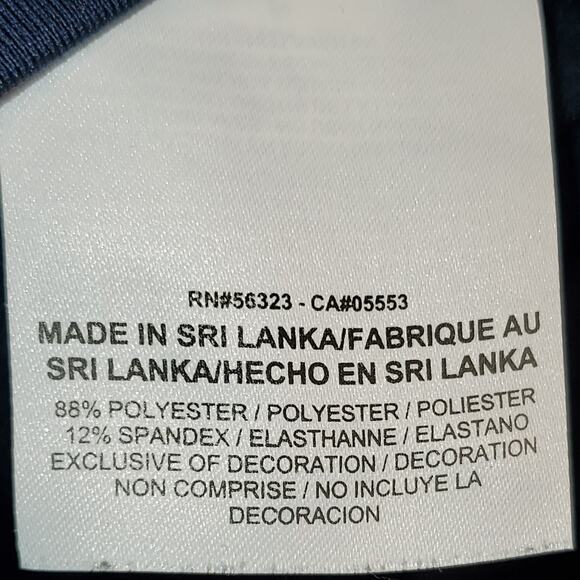 RN#56323 - CA#05553
MADE IN SRI LANKA/FABRIQUE AU
SRI LANKA/HECHO EN SRI LANKA
88% POLYESTER / POLYESTER / POLIESTER
12% SPANDEX / ELASTHANNE / ELASTANO
EXCLUSIVE OF DECORATION / DECORATION
NON COMPRISE / NO INCLUYE LA
DECORACION